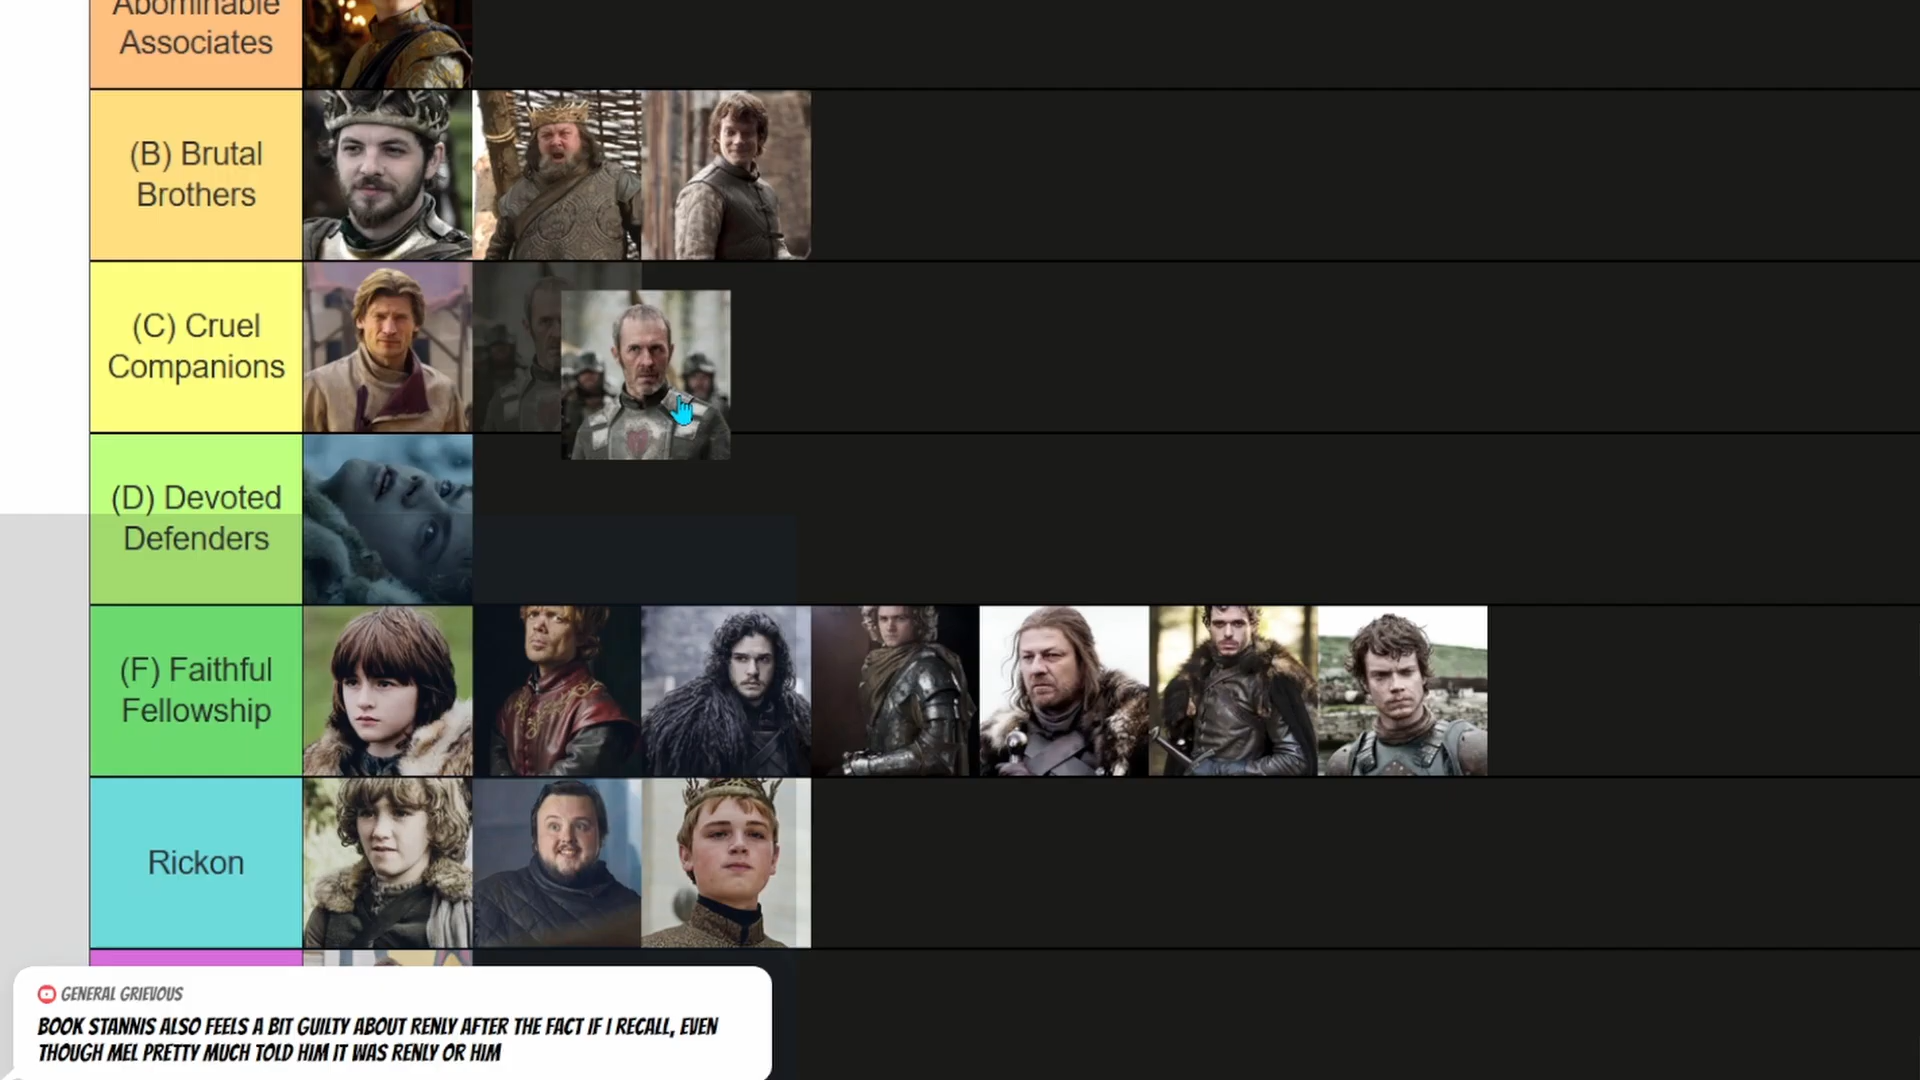 Abominable
Associates
(B) Brutal
Brothers
(C) Cruel
Companions
(D) Devoted
Defenders
(F) Faithful
Fellowship
Rickon
GENERAL GRIEVOUS
BOOK STANNIS ALSO FEELS A BIT GUILTY ABOUT RENLY AFTER THE FACT IF I RECALL, EVEN
THOUGH MEL PRETTY MUCH TOLD HIM IT WAS RENLY OR HIM